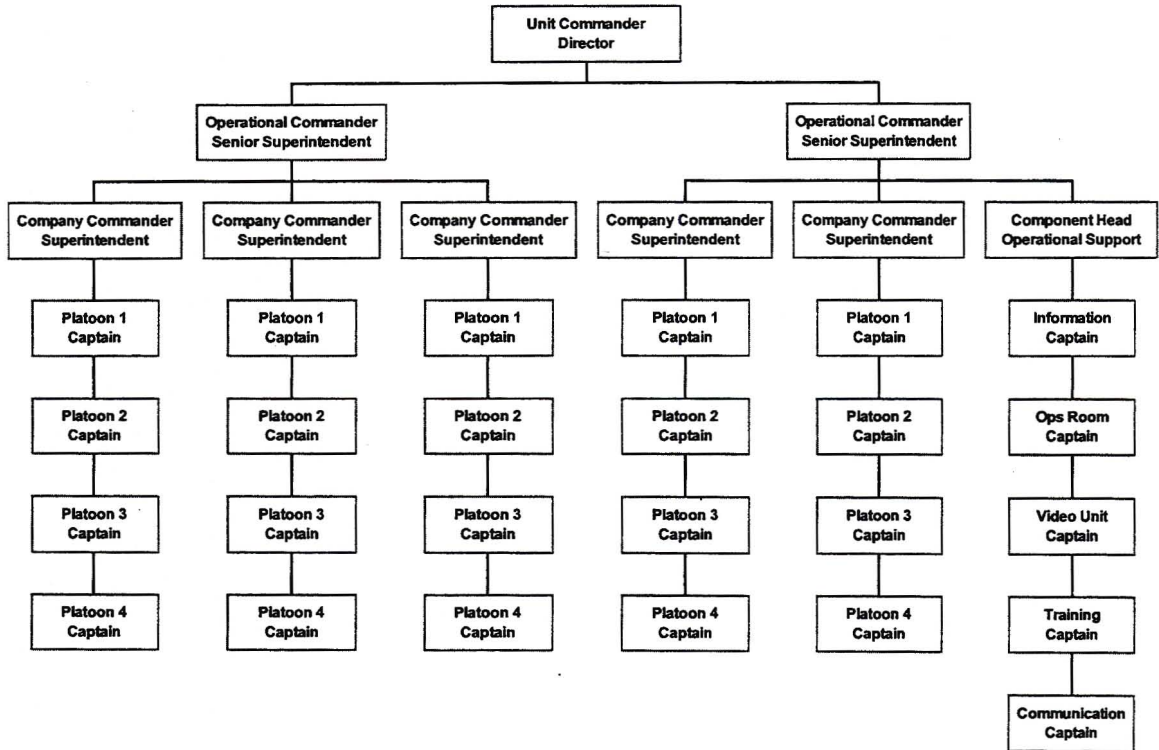 Unit Commander
Director
Operational Commander
Senior Superintendent
Operational Commander
Senior Superintendent
Company Commander
Superintendent
Company Commander
Superintendent
Company Commander
Superintendent
Company Commander
Superintendent
Company Commander
Superintendent
Component Head
Operational Support
Platoon 1
Captain
Platoon 1
Captain
Platoon 1
Captain
Platoon 1
Captain
Platoon 1
Captain
Information
Captain
Platoon 2
Captain
Platoon 2
Captain
Platoon 2
Captain
Platoon 2
Captain
Platoon 2
Captain
Ops Room
Captain
Platoon 3
Captain
Platoon 3
Captain
Platoon 3
Captain
Platoon 3
Captain
Platoon 3
Captain
Video Unit
Captain
Platoon 4
Captain
Platoon 4
Captain
Platoon 4
Captain
Platoon 4
Captain
Platoon 4
Captain
Training
Captain
Communication
Captain